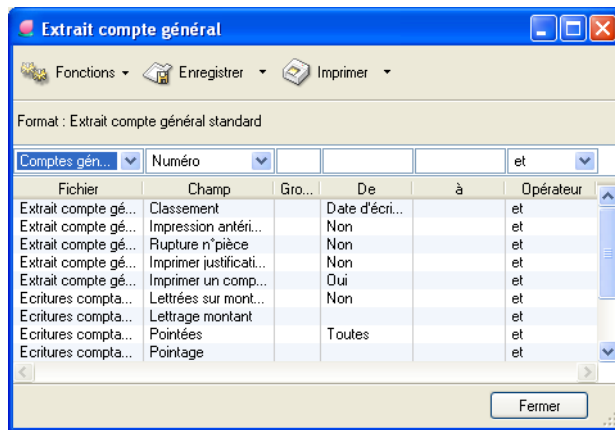 Extrait compte général
Fonctions Enregistrer Imprimer
Format : Extrait compte général standard
Comptes gén... Numéro et
Fichier Champ Gro... De à Opérateur
Extrait compte gé... Classement Date d'écri... et
Extrait compte gé... Impression antéri... Non et
Extrait compte gé... Rupture n°pièce Non et
Extrait compte gé... Imprimer justificati... Non et
Extrait compte gé... Imprimer un comp... Oui et
Ecritures compta... Lettrées sur mont... Non et
Ecritures compta... Lettrage montant et
Ecritures compta... Pointées Toutes et
Ecritures compta... Pointage et
Fermer